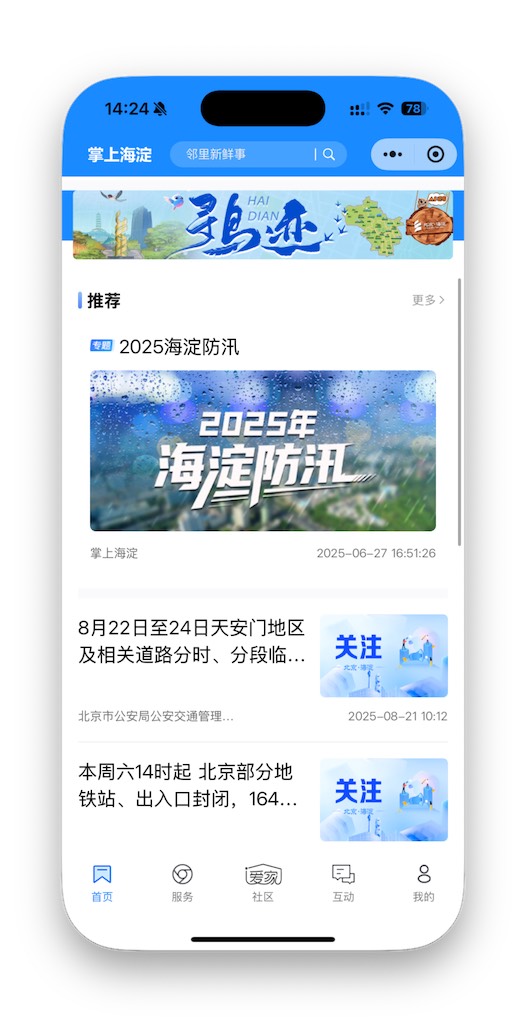 14:24
78
掌上海淀
邻里新鲜事
寻迹
HAI
DIAN
推荐
更多
专题
2025海淀防汛
2025年
海淀防汛
掌上海淀
2025-06-27 16:51:26
8月22日至24日天安门地区
及相关道路分时、分段临...
关注
北京·海淀
北京市公安局公安交通管理...
2025-08-21 10:12
本周六14时起 北京部分地
铁站、出入口封闭，164...
关注
北京·海淀
首页
服务
爱家
社区
互动
我的